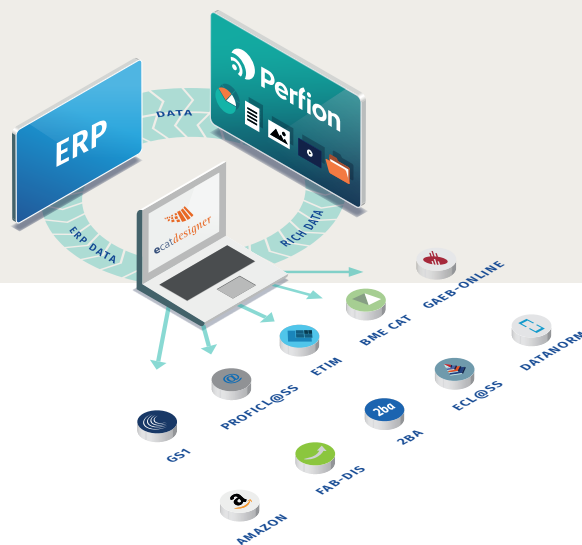 Perfion
ERP
DATA
ecatdesigner
ERP DATA
RICH DATA
GAEB-ONLINE
BME CAT
DATANORM
ETIM
ECL@SS
@
PROFICL@SS
2ba
2BA
GS1
FAB-DIS
a
AMAZON